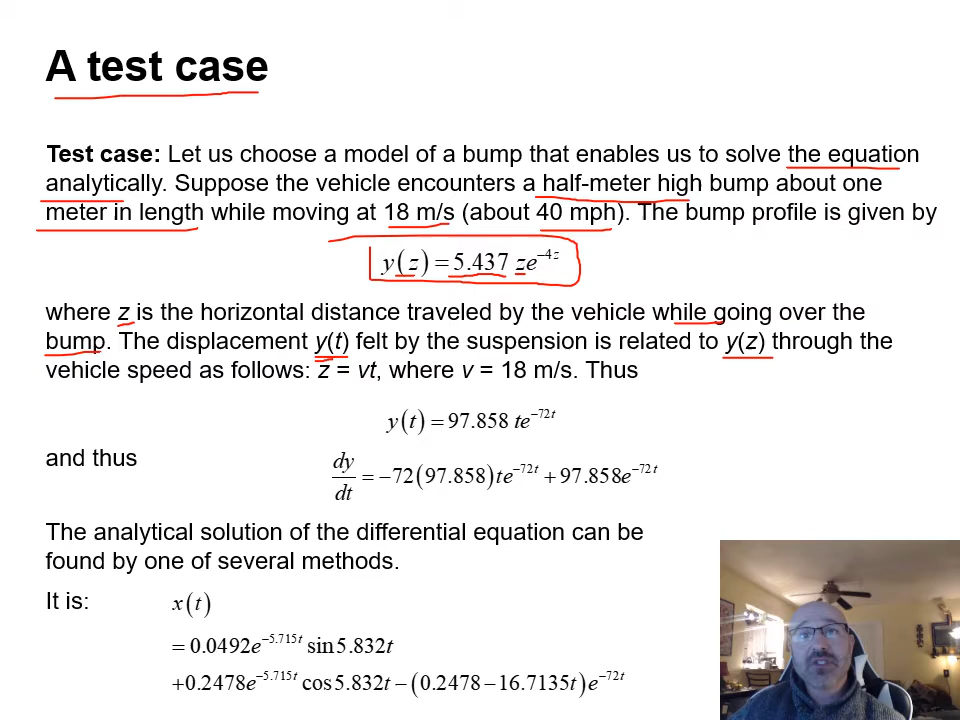 A test case
Test case: Let us choose a model of a bump that enables us to solve the equation
analytically. Suppose the vehicle encounters a half-meter high bump about one
meter in length while moving at 18 m/s (about 40 mph). The bump profile is given by
y(z) = 5.437 ze^{−4z}
where z is the horizontal distance traveled by the vehicle while going over the
bump. The displacement y(t) felt by the suspension is related to y(z) through the
vehicle speed as follows: z = vt, where v = 18 m/s. Thus
y(t) = 97.858 te^{−72t}
and thus
dy/dt = −72(97.858)te^{−72t} + 97.858e^{−72t}
The analytical solution of the differential equation can be
found by one of several methods.
It is: x(t)
= 0.0492e^{−5.715t} sin5.832t
+0.2478e^{−5.715t} cos5.832t − (0.2478 − 16.7135t)e^{−72t}